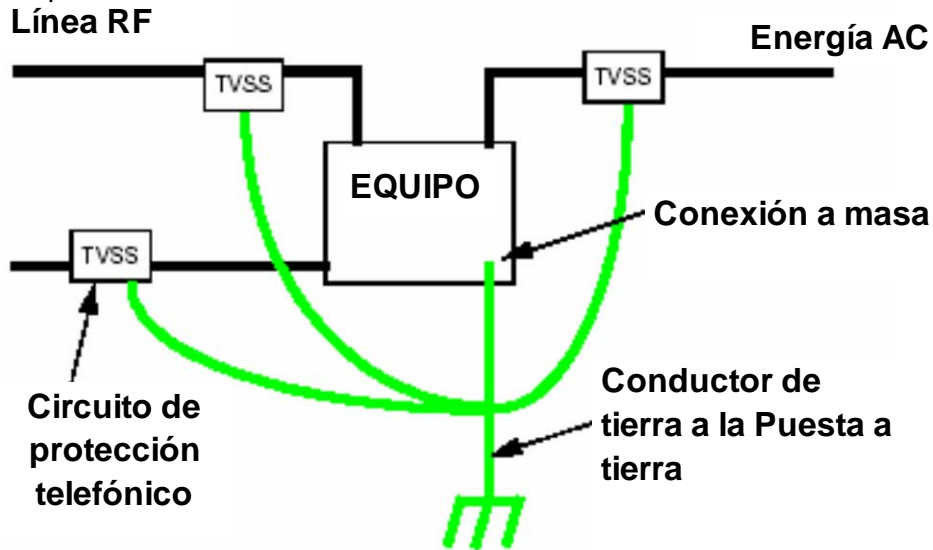 Línea RF
Energía AC
TVSS
TVSS
EQUIPO
Conexión a masa
TVSS
Circuito de
protección
telefónico
Conductor de
tierra a la Puesta a
tierra